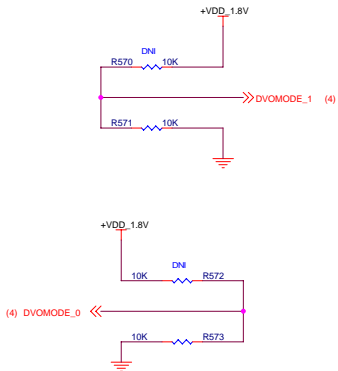 +VDD_1.8V
DNI
R570 10K
DVOMODE_1 (4)
R571 10K
+VDD_1.8V
DNI
10K R572
(4) DVOMODE_0
10K R573